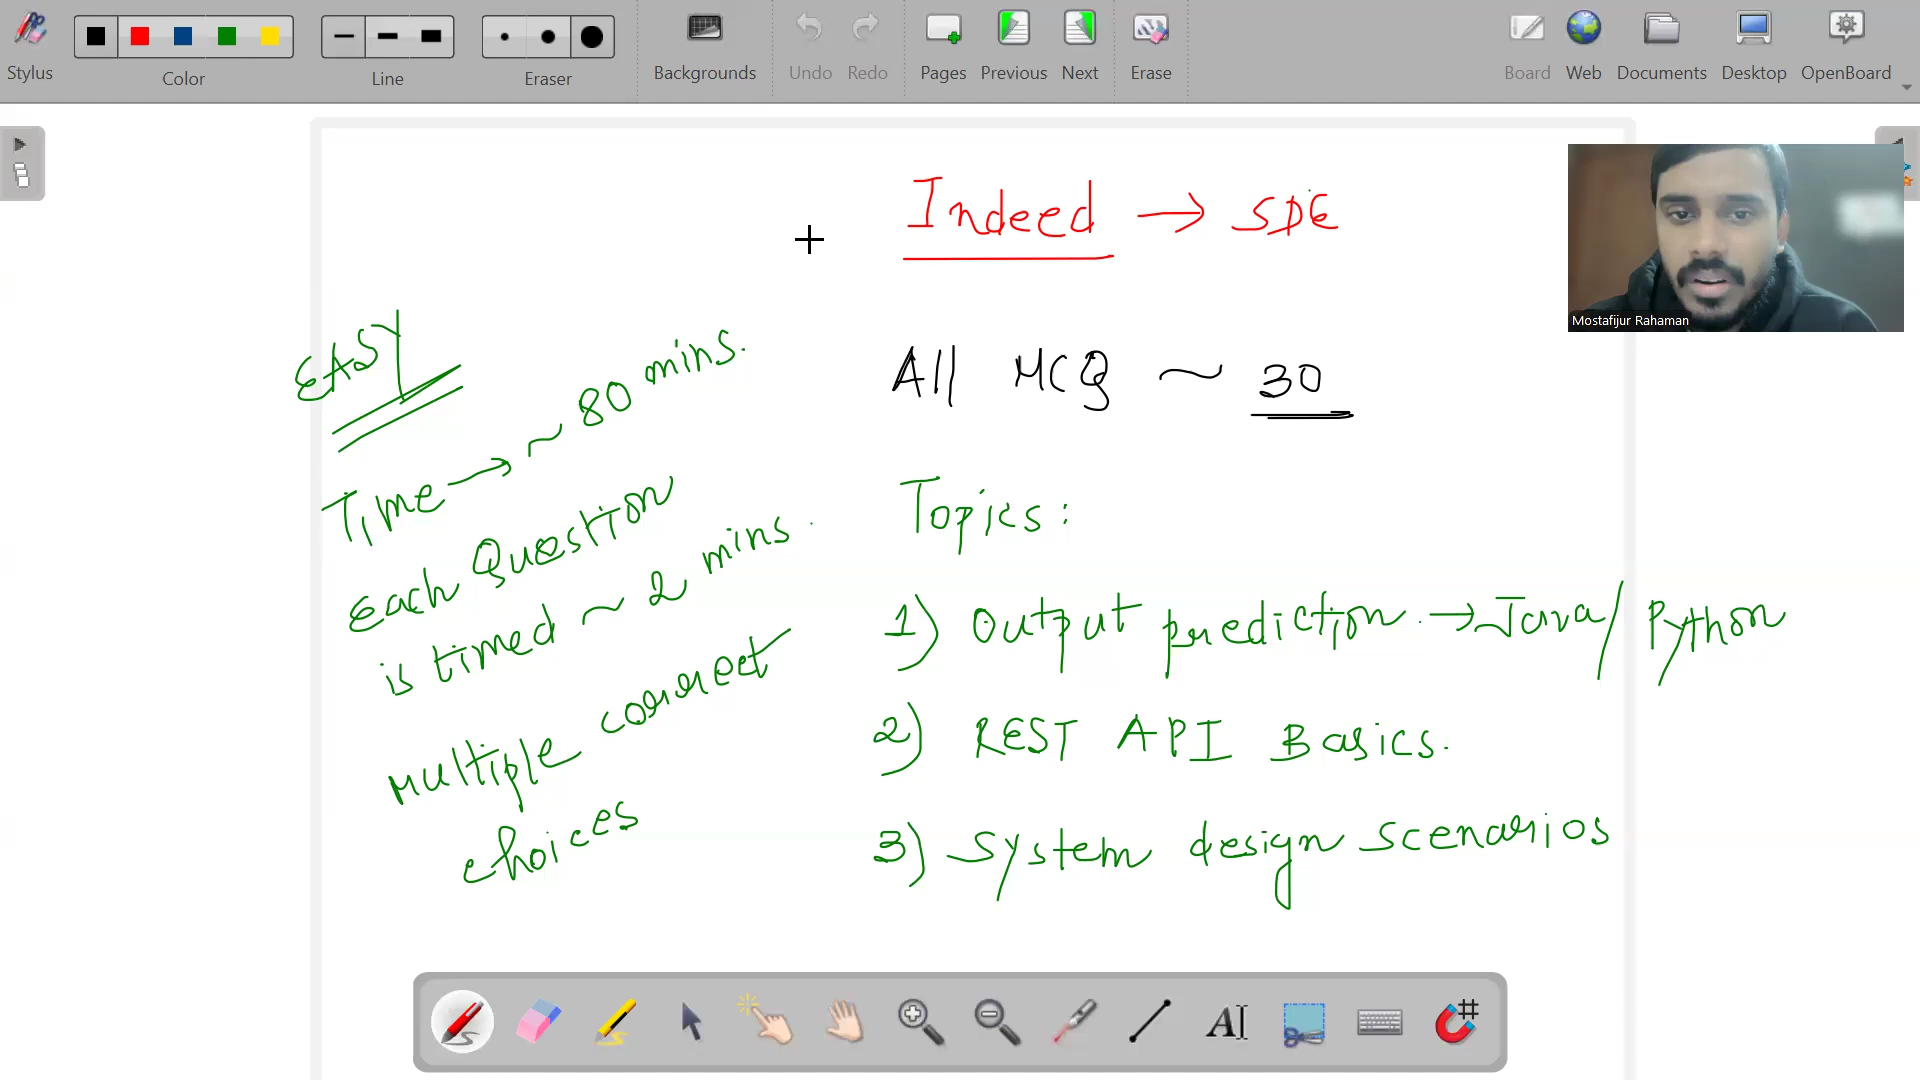 Stylus
Color
Line
Eraser
Backgrounds
Undo
Redo
Pages
Previous
Next
Erase
Board
Web
Documents
Desktop
OpenBoard
Mostafijur Rahaman
Indeed → SDE
All MCQ ~ 30
EASY
Time → ~ 80 mins.
Each Question
is timed ~ 2 mins.
Multiple correct
choices
Topics:
1) Output prediction. → Java/ Python
2) REST API Basics.
3) System design scenarios